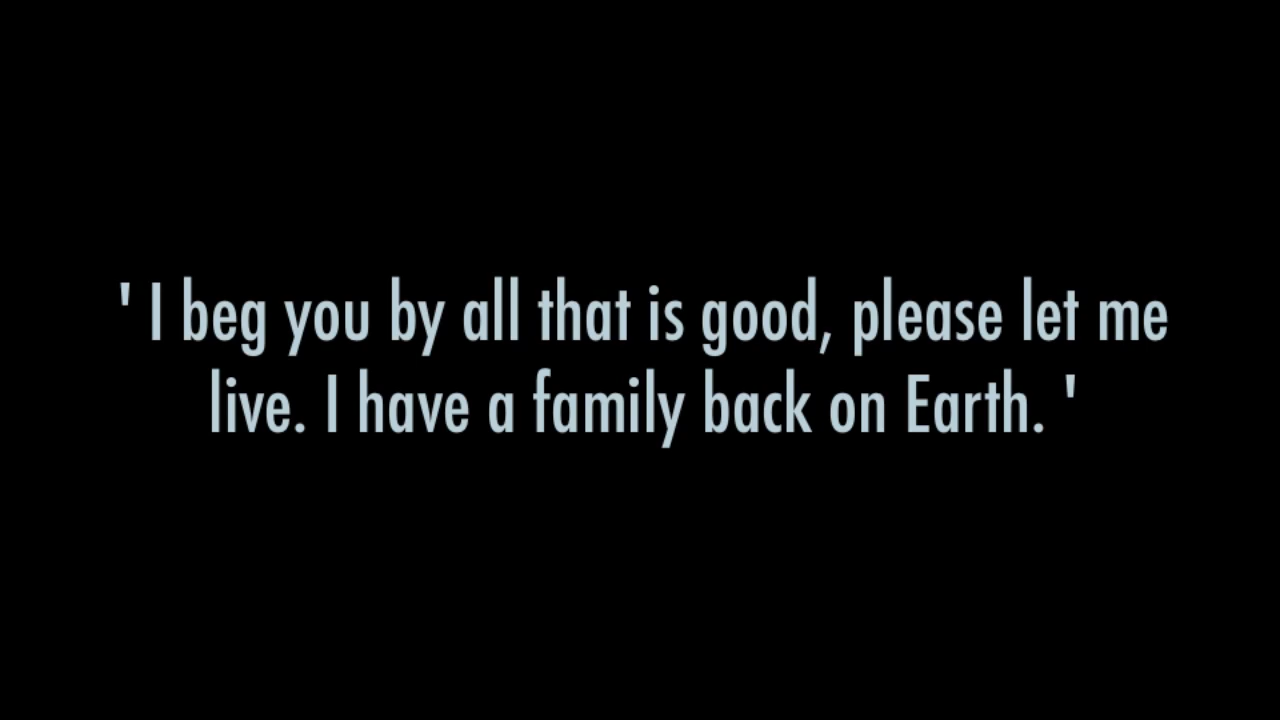 ' I beg you by all that is good, please let me
live. I have a family back on Earth. '